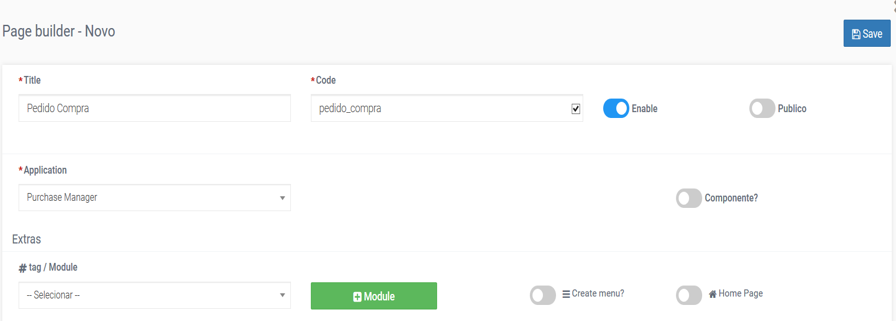 Page builder - Novo
Save
*Title
*Code
Pedido Compra
pedido_compra
Enable
Publico
*Application
Purchase Manager
Componente?
Extras
# tag / Module
-- Selecionar --
Module
Create menu?
Home Page